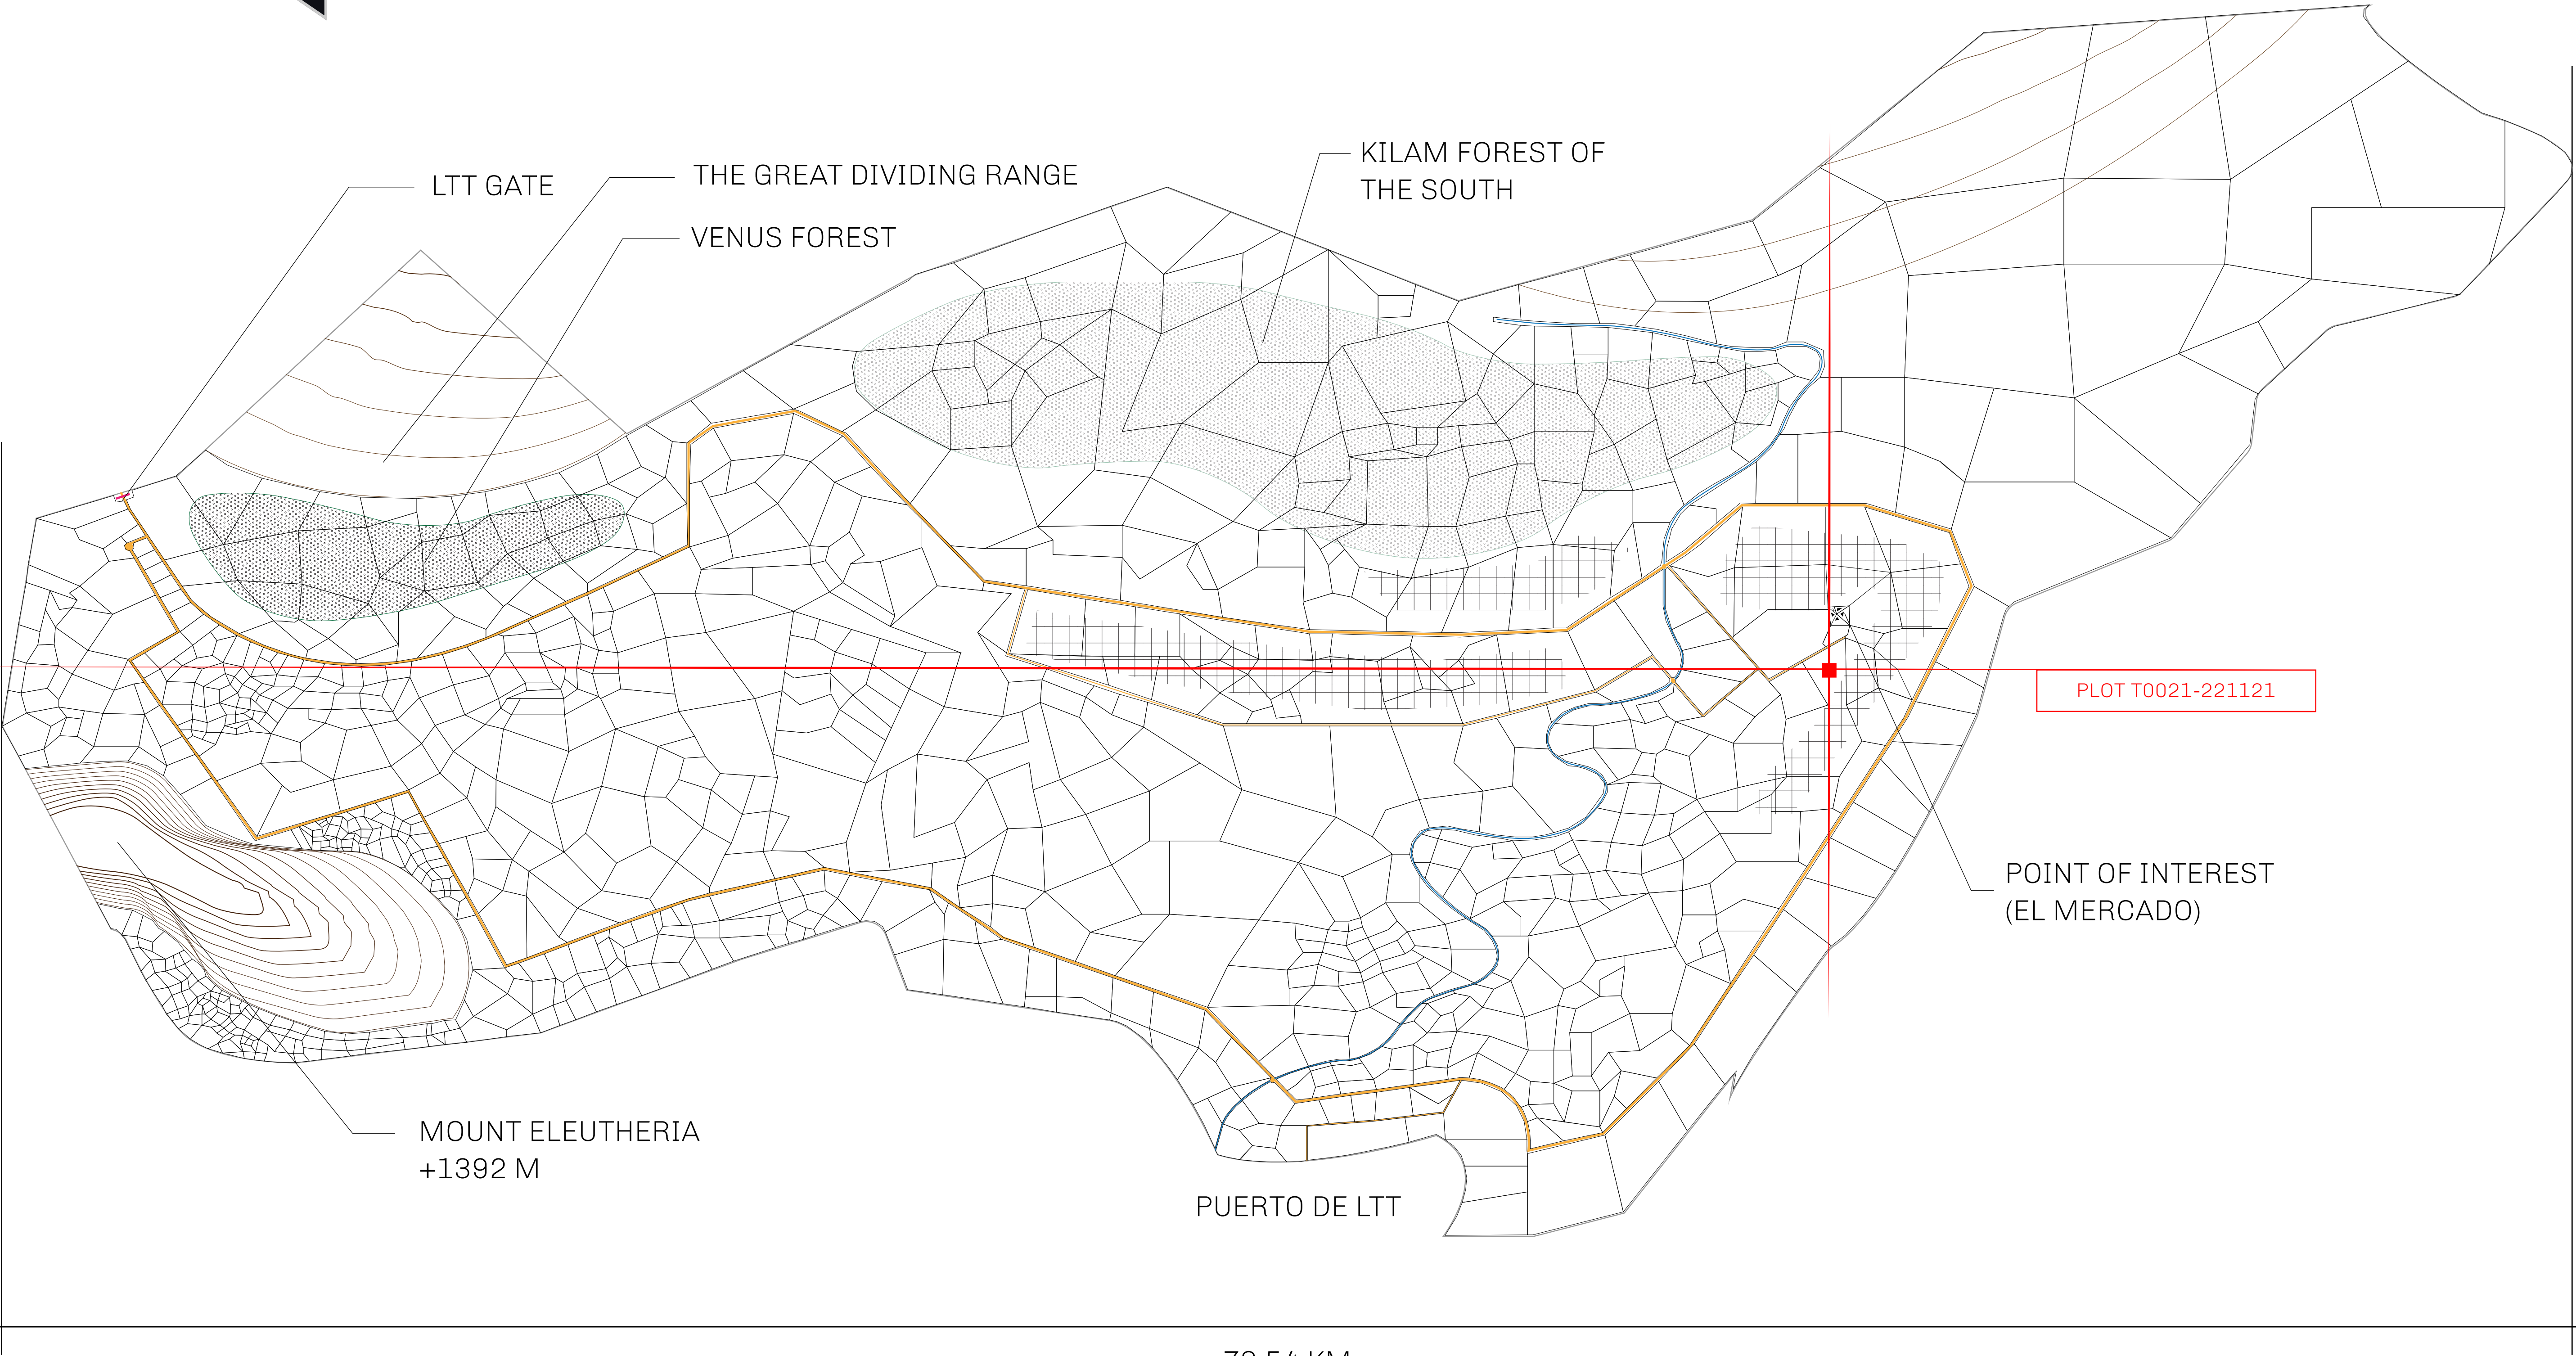 KILAM FOREST OF
THE SOUTH
THE GREAT DIVIDING RANGE
LTT GATE
VENUS FOREST
PLOT T0021-221121
POINT OF INTEREST
(EL MERCADO)
MOUNT ELEUTHERIA
+1392 M
PUERTO DE LTT
KM